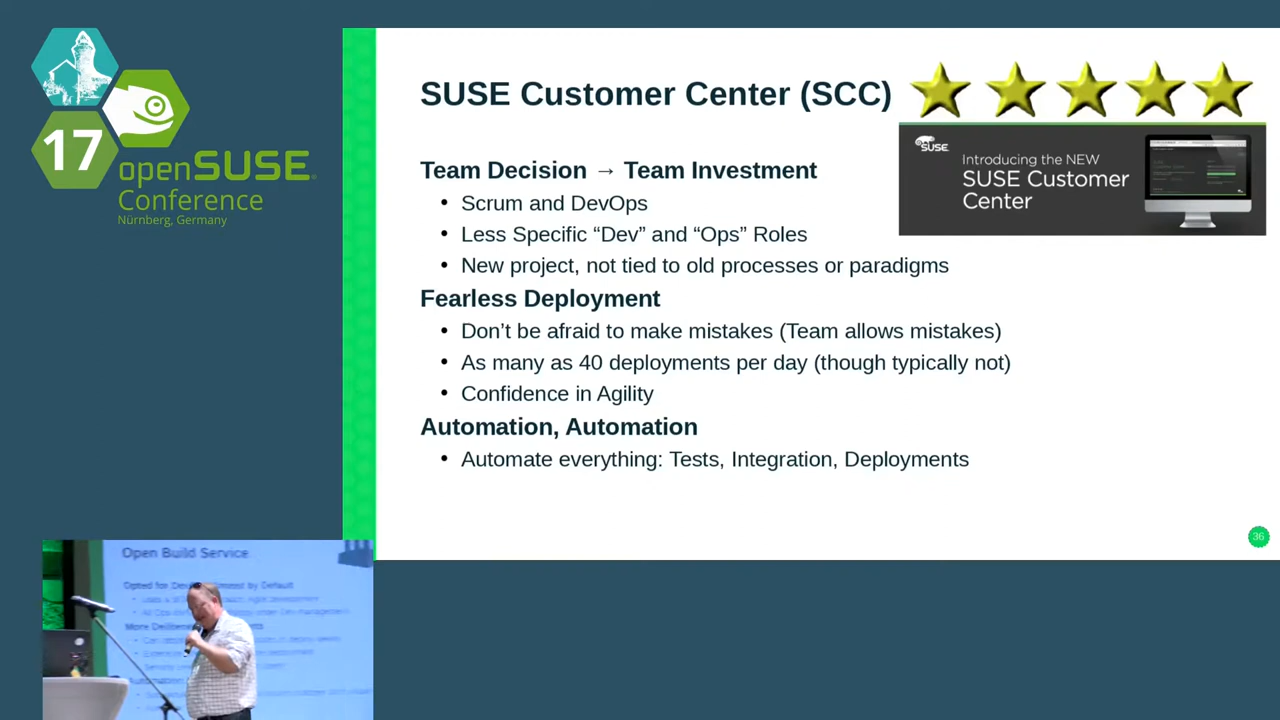 17
openSUSE
Conference
Nürnberg, Germany
SUSE Customer Center (SCC)
SUSE
Introducing the NEW
SUSE Customer
Center
Team Decision → Team Investment
• Scrum and DevOps
• Less Specific “Dev” and “Ops” Roles
• New project, not tied to old processes or paradigms
Fearless Deployment
• Don’t be afraid to make mistakes (Team allows mistakes)
• As many as 40 deployments per day (though typically not)
• Confidence in Agility
Automation, Automation
• Automate everything: Tests, Integration, Deployments
36
Open Build Service